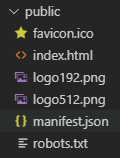 public
favicon.ico
index.html
logo192.png
logo512.png
manifest.json
robots.txt